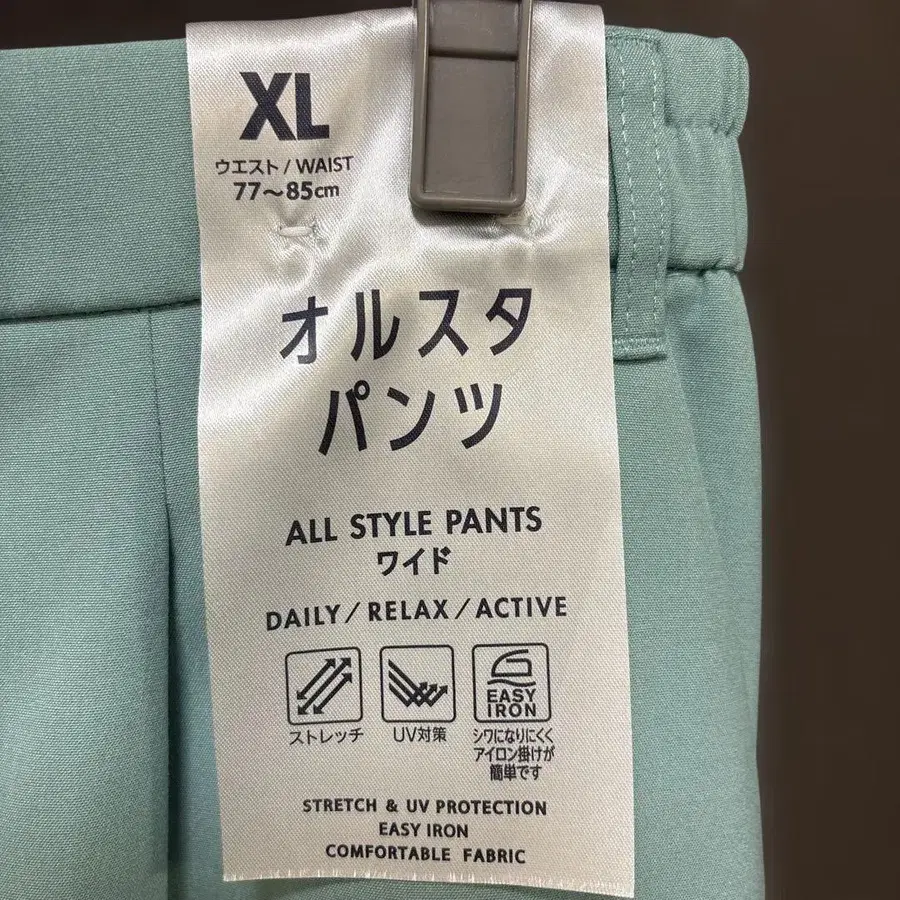 XL
ウエスト/WAIST
77〜85cm
オルスタ
パンツ
ALL STYLE PANTS
ワイド
DAILY/RELAX/ACTIVE
EASY
IRON
ストレッチ
UV対策
シワになりにくく
アイロン掛けが
簡単です
STRETCH & UV PROTECTION
EASY IRON
COMFORTABLE FABRIC